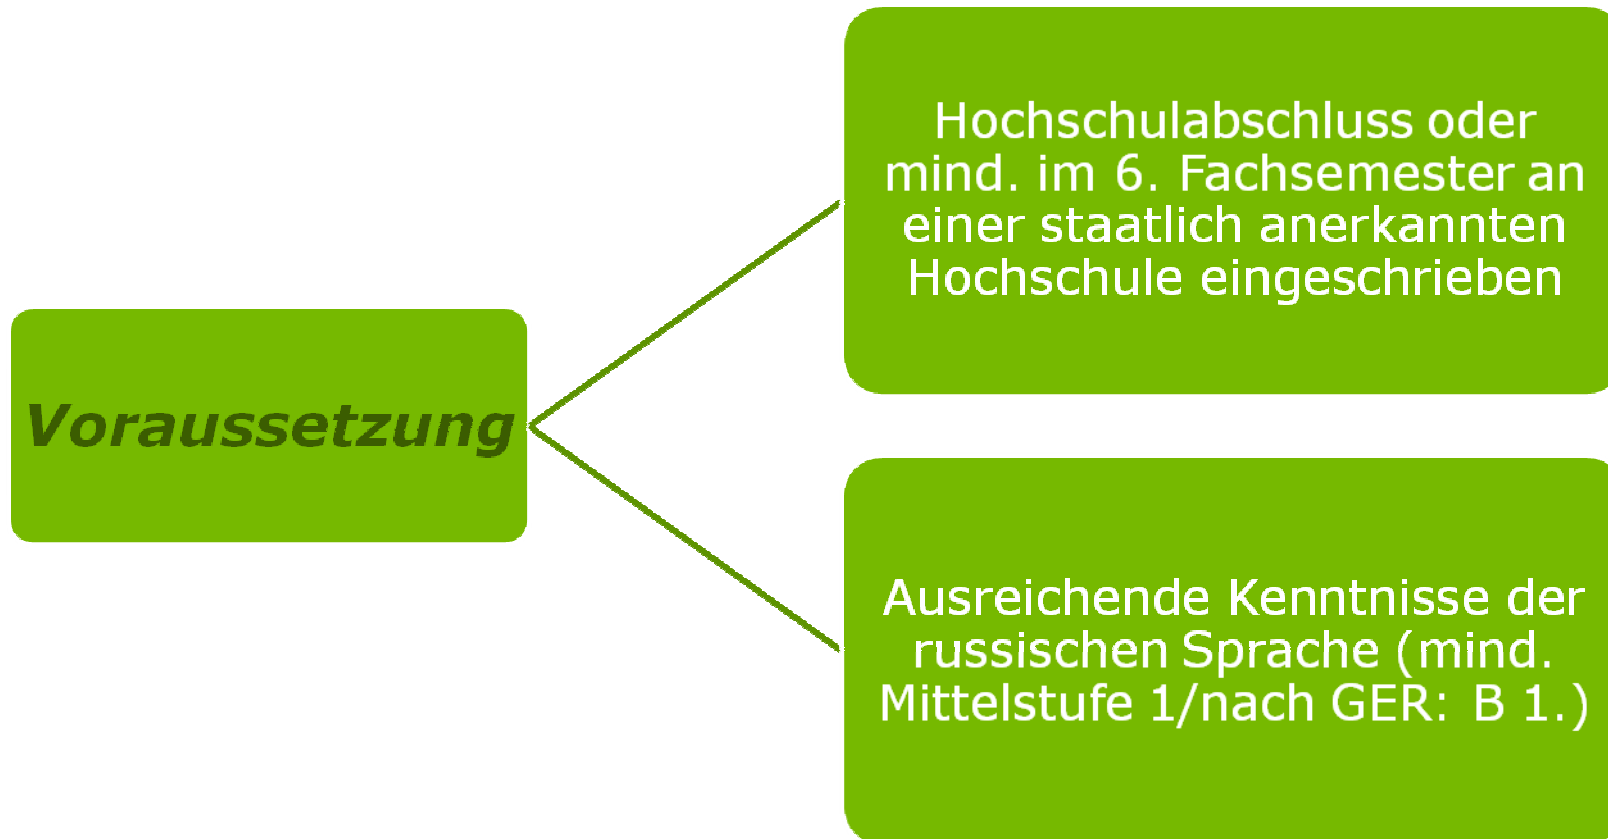 Voraussetzung
Hochschulabschluss oder
mind. im 6. Fachsemester an
einer staatlich anerkannten
Hochschule eingeschrieben
Ausreichende Kenntnisse der
russischen Sprache (mind.
Mittelstufe 1/nach GER: B 1.)